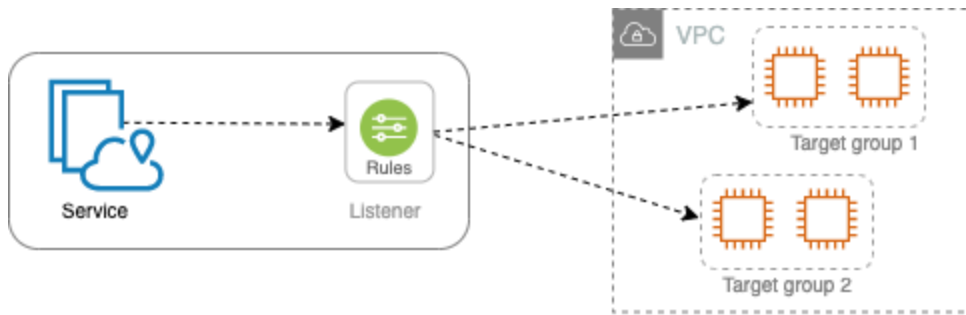 VPC
Target group 1
Rules
Service
Listener
Target group 2